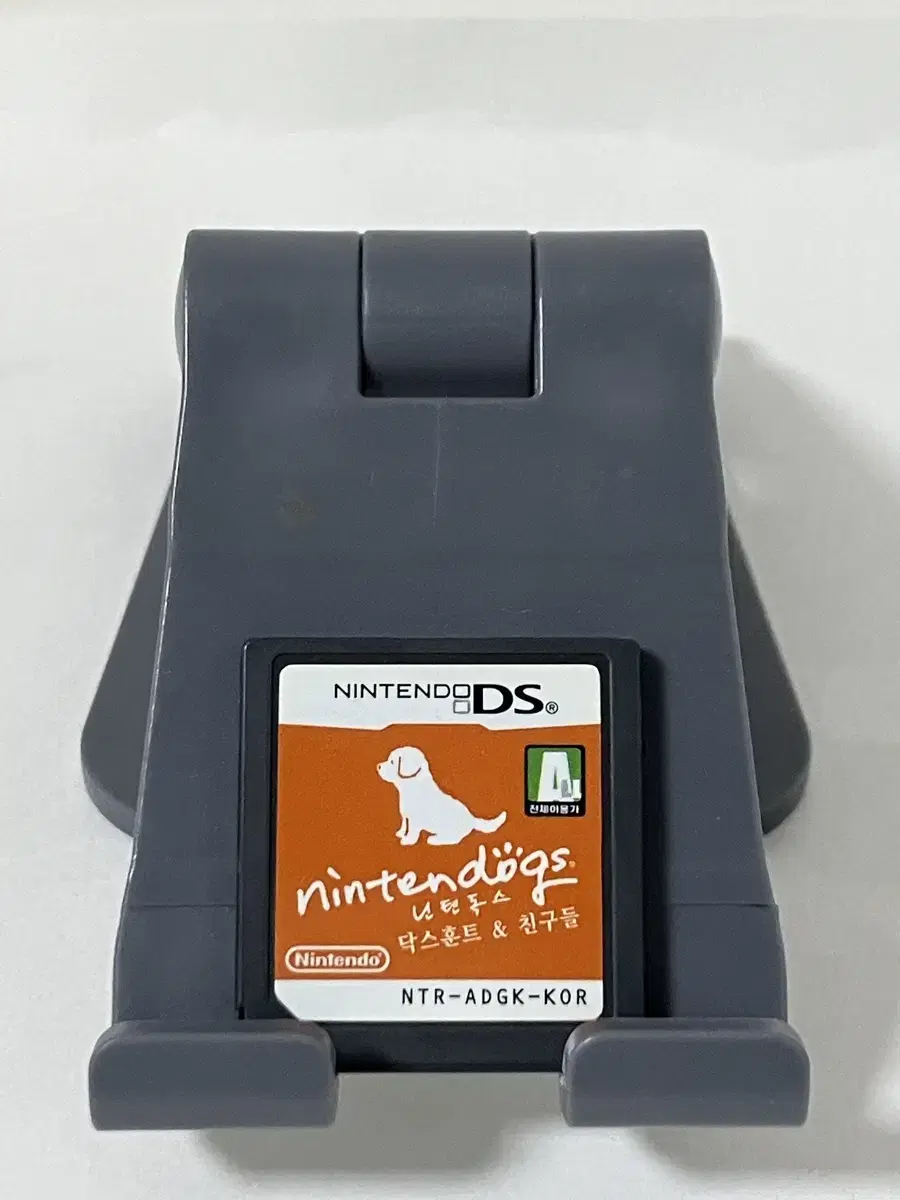 NINTENDO DS®
ALL
전체이용가
nintendogs
닌텐독스
닥스훈트 & 친구들
Nintendo®
NTR-ADGK-KOR